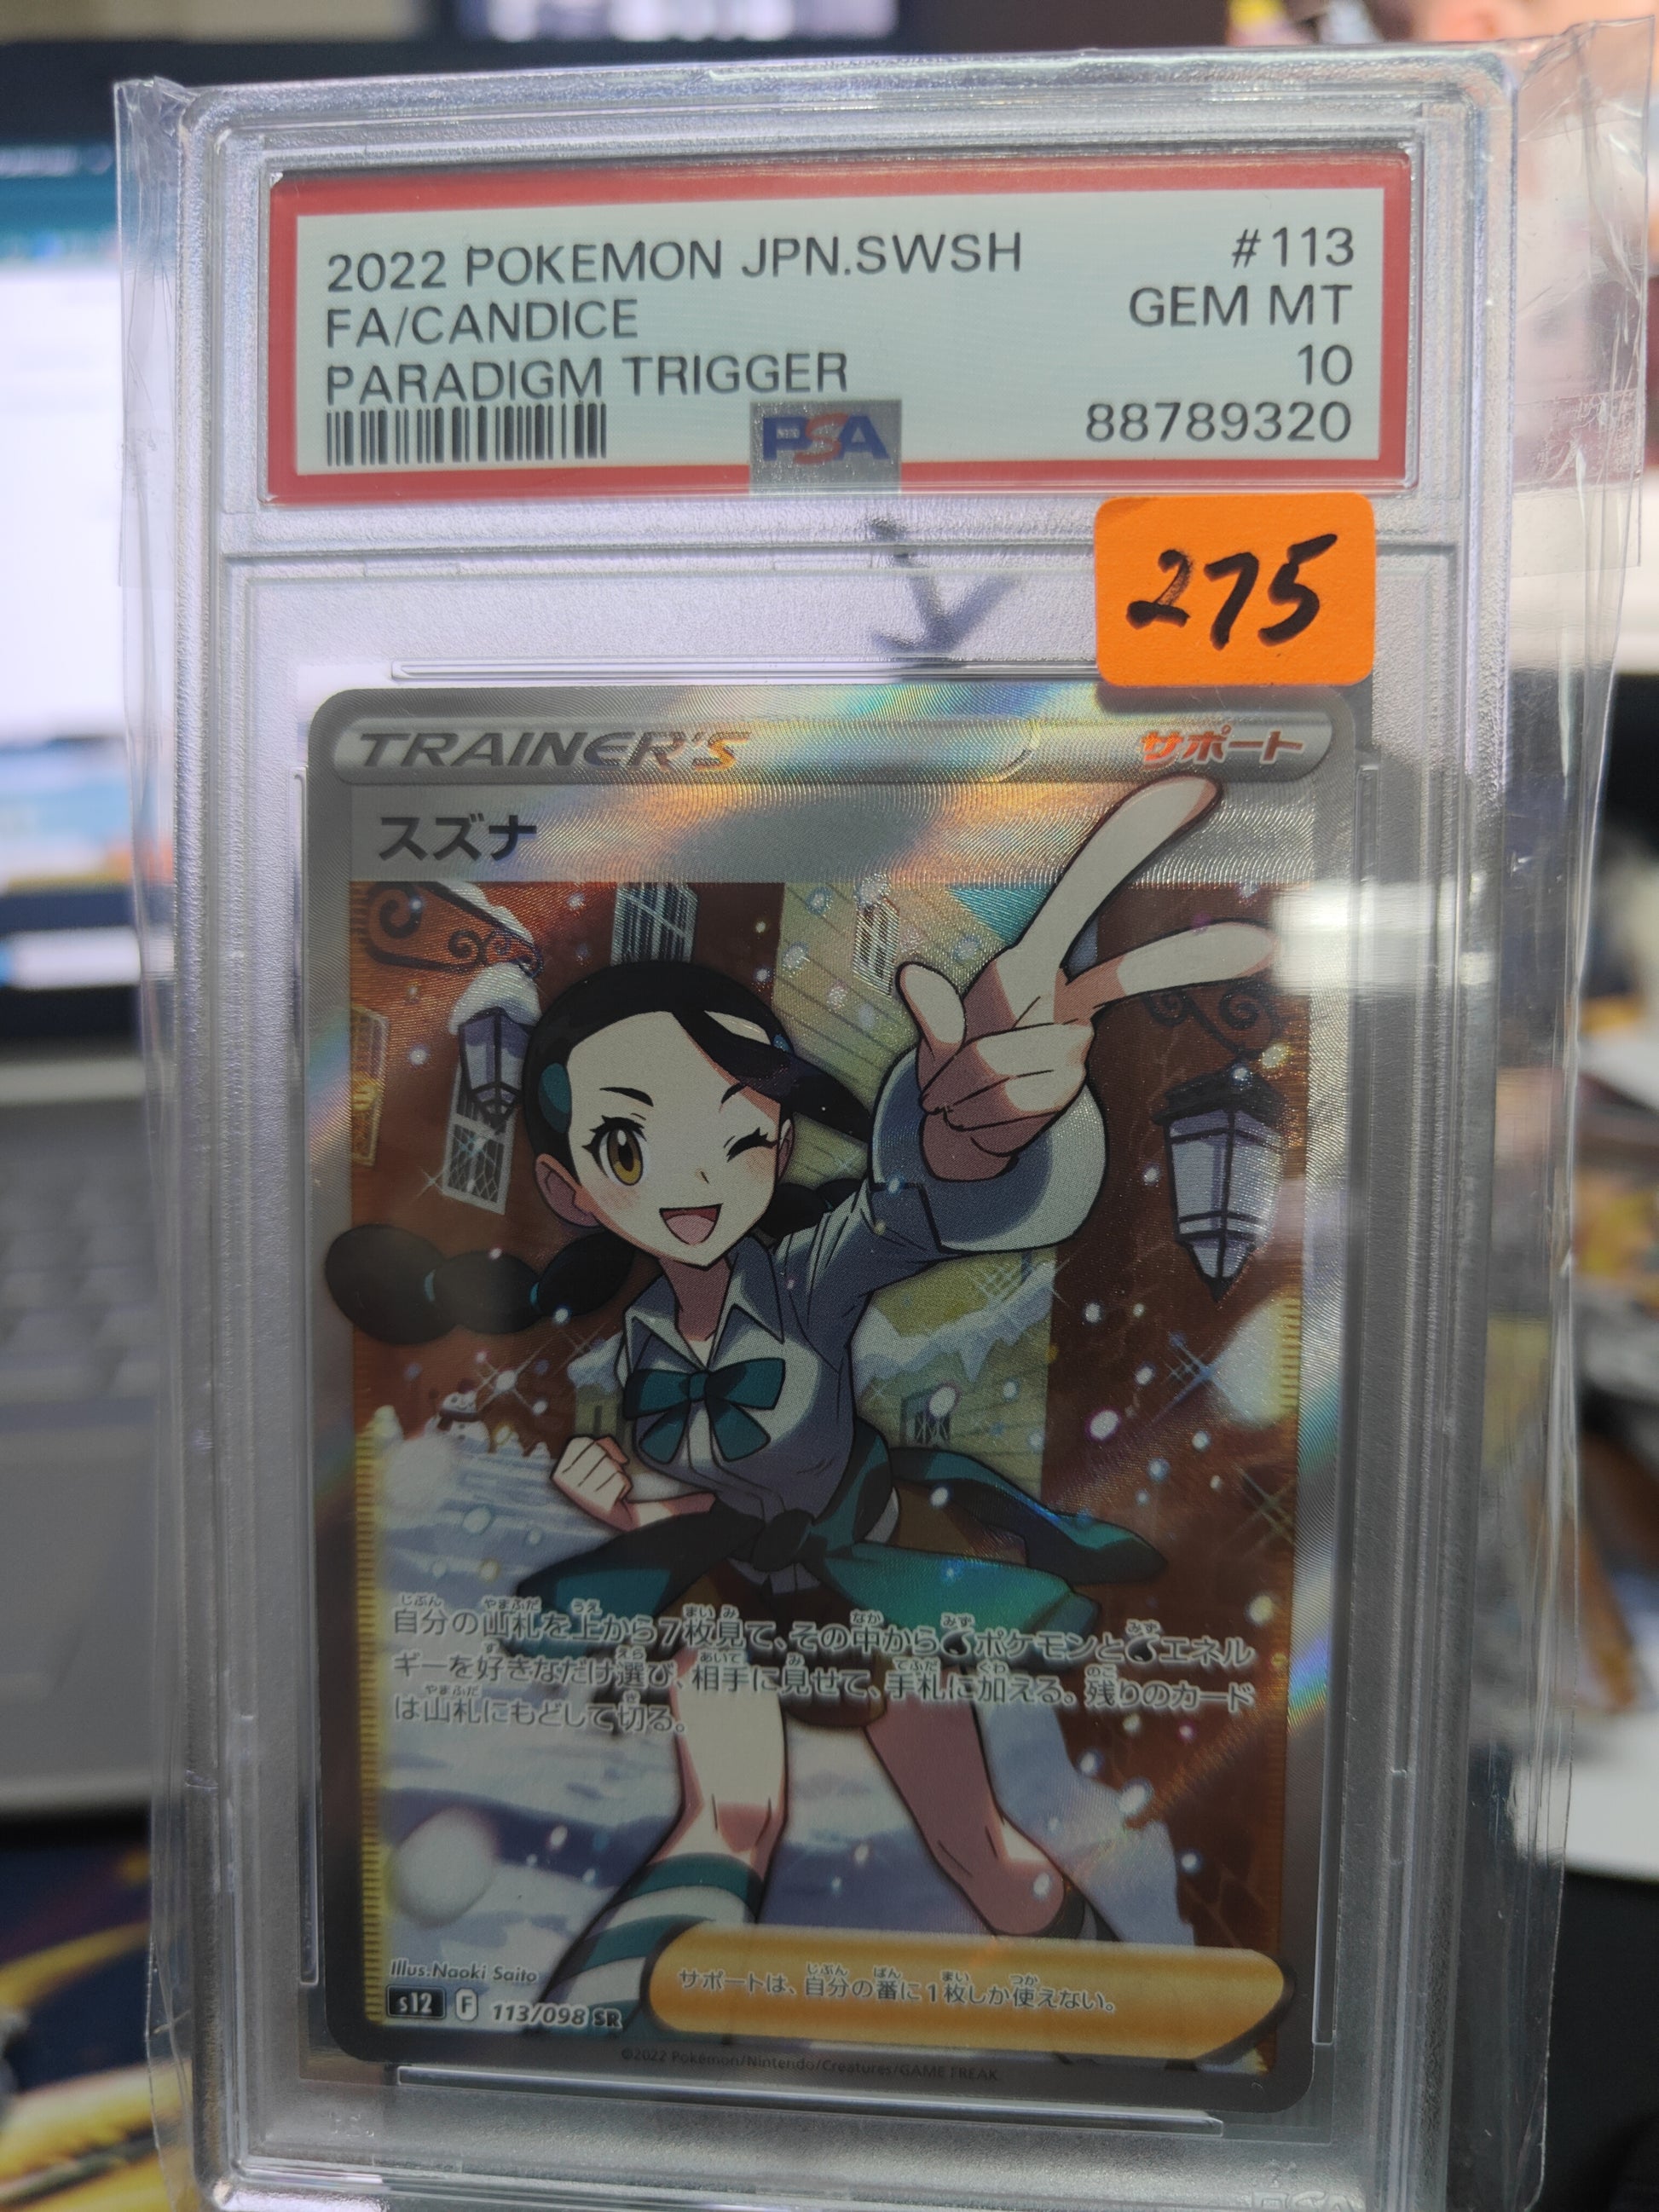 2022 POKEMON JPN.SWSH #113
FA/CANDICE GEM MT
PARADIGM TRIGGER 10
PSA 88789320
275
TRAINER'S サポート
スズナ
自分の山札を上から7枚見て、その中からポケモンとエネル
ギーを好きなだけ選び、相手に見せて、手札に加える。残りのカード
は山札にもどして切る。
Illus.Naoki Saito
サポートは、自分の番に1枚しか使えない。
s12 F 113/098 SR
©2022 Pokémon/Nintendo/Creatures/GAME FREAK